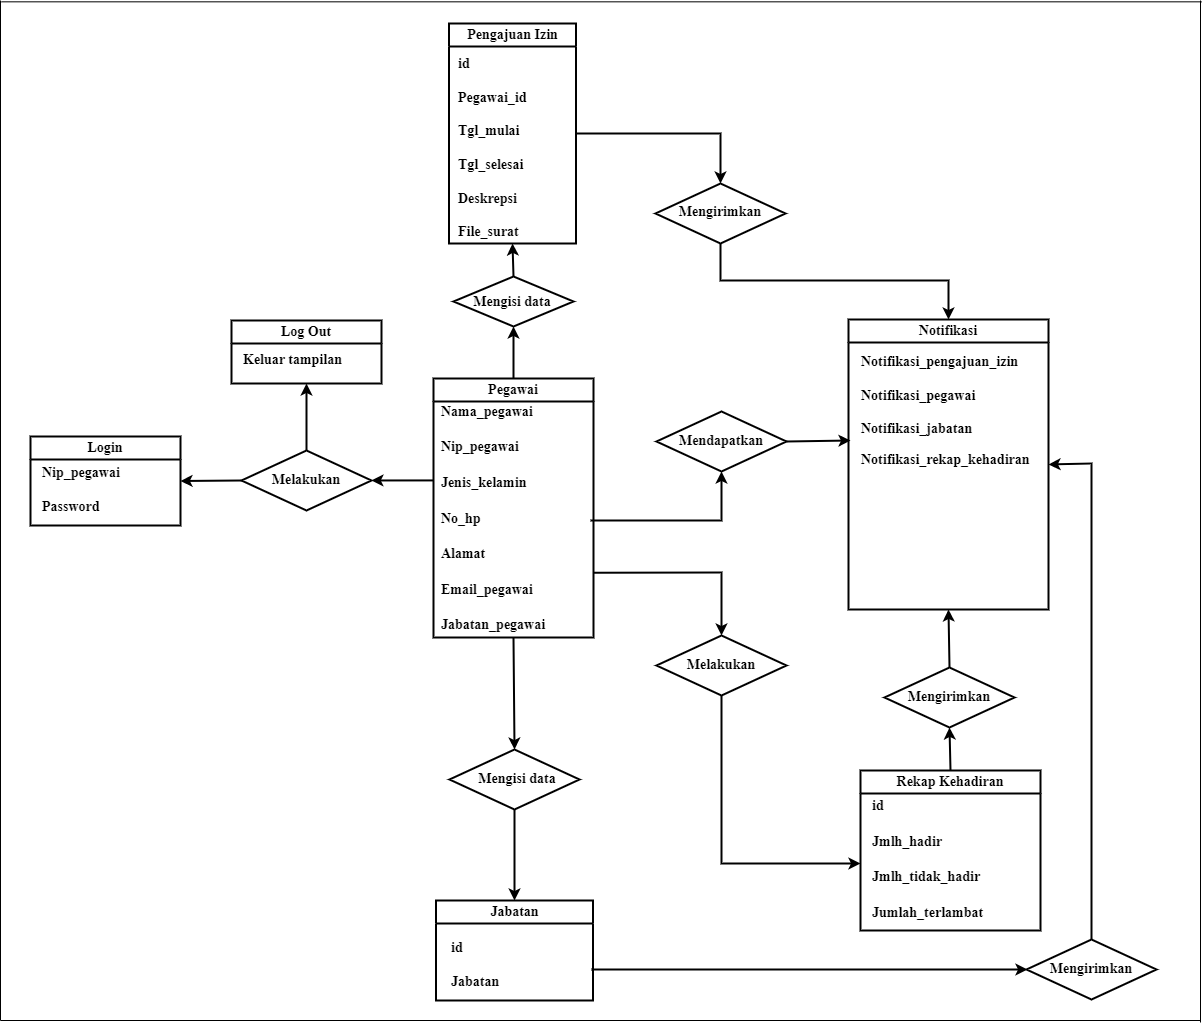 Pengajuan Izin
id
Pegawai_id
Tgl_mulai
Tgl_selesai
Deskrepsi
File_surat
Mengirimkan
Mengisi data
Log Out
Keluar tampilan
Notifikasi
Notifikasi_pengajuan_izin
Notifikasi_pegawai
Notifikasi_jabatan
Notifikasi_rekap_kehadiran
Pegawai
Nama_pegawai
Nip_pegawai
Jenis_kelamin
No_hp
Alamat
Email_pegawai
Jabatan_pegawai
Mendapatkan
Login
Nip_pegawai
Password
Melakukan
Melakukan
Mengirimkan
Mengisi data
Rekap Kehadiran
id
Jmlh_hadir
Jmlh_tidak_hadir
Jumlah_terlambat
Jabatan
id
Jabatan
Mengirimkan